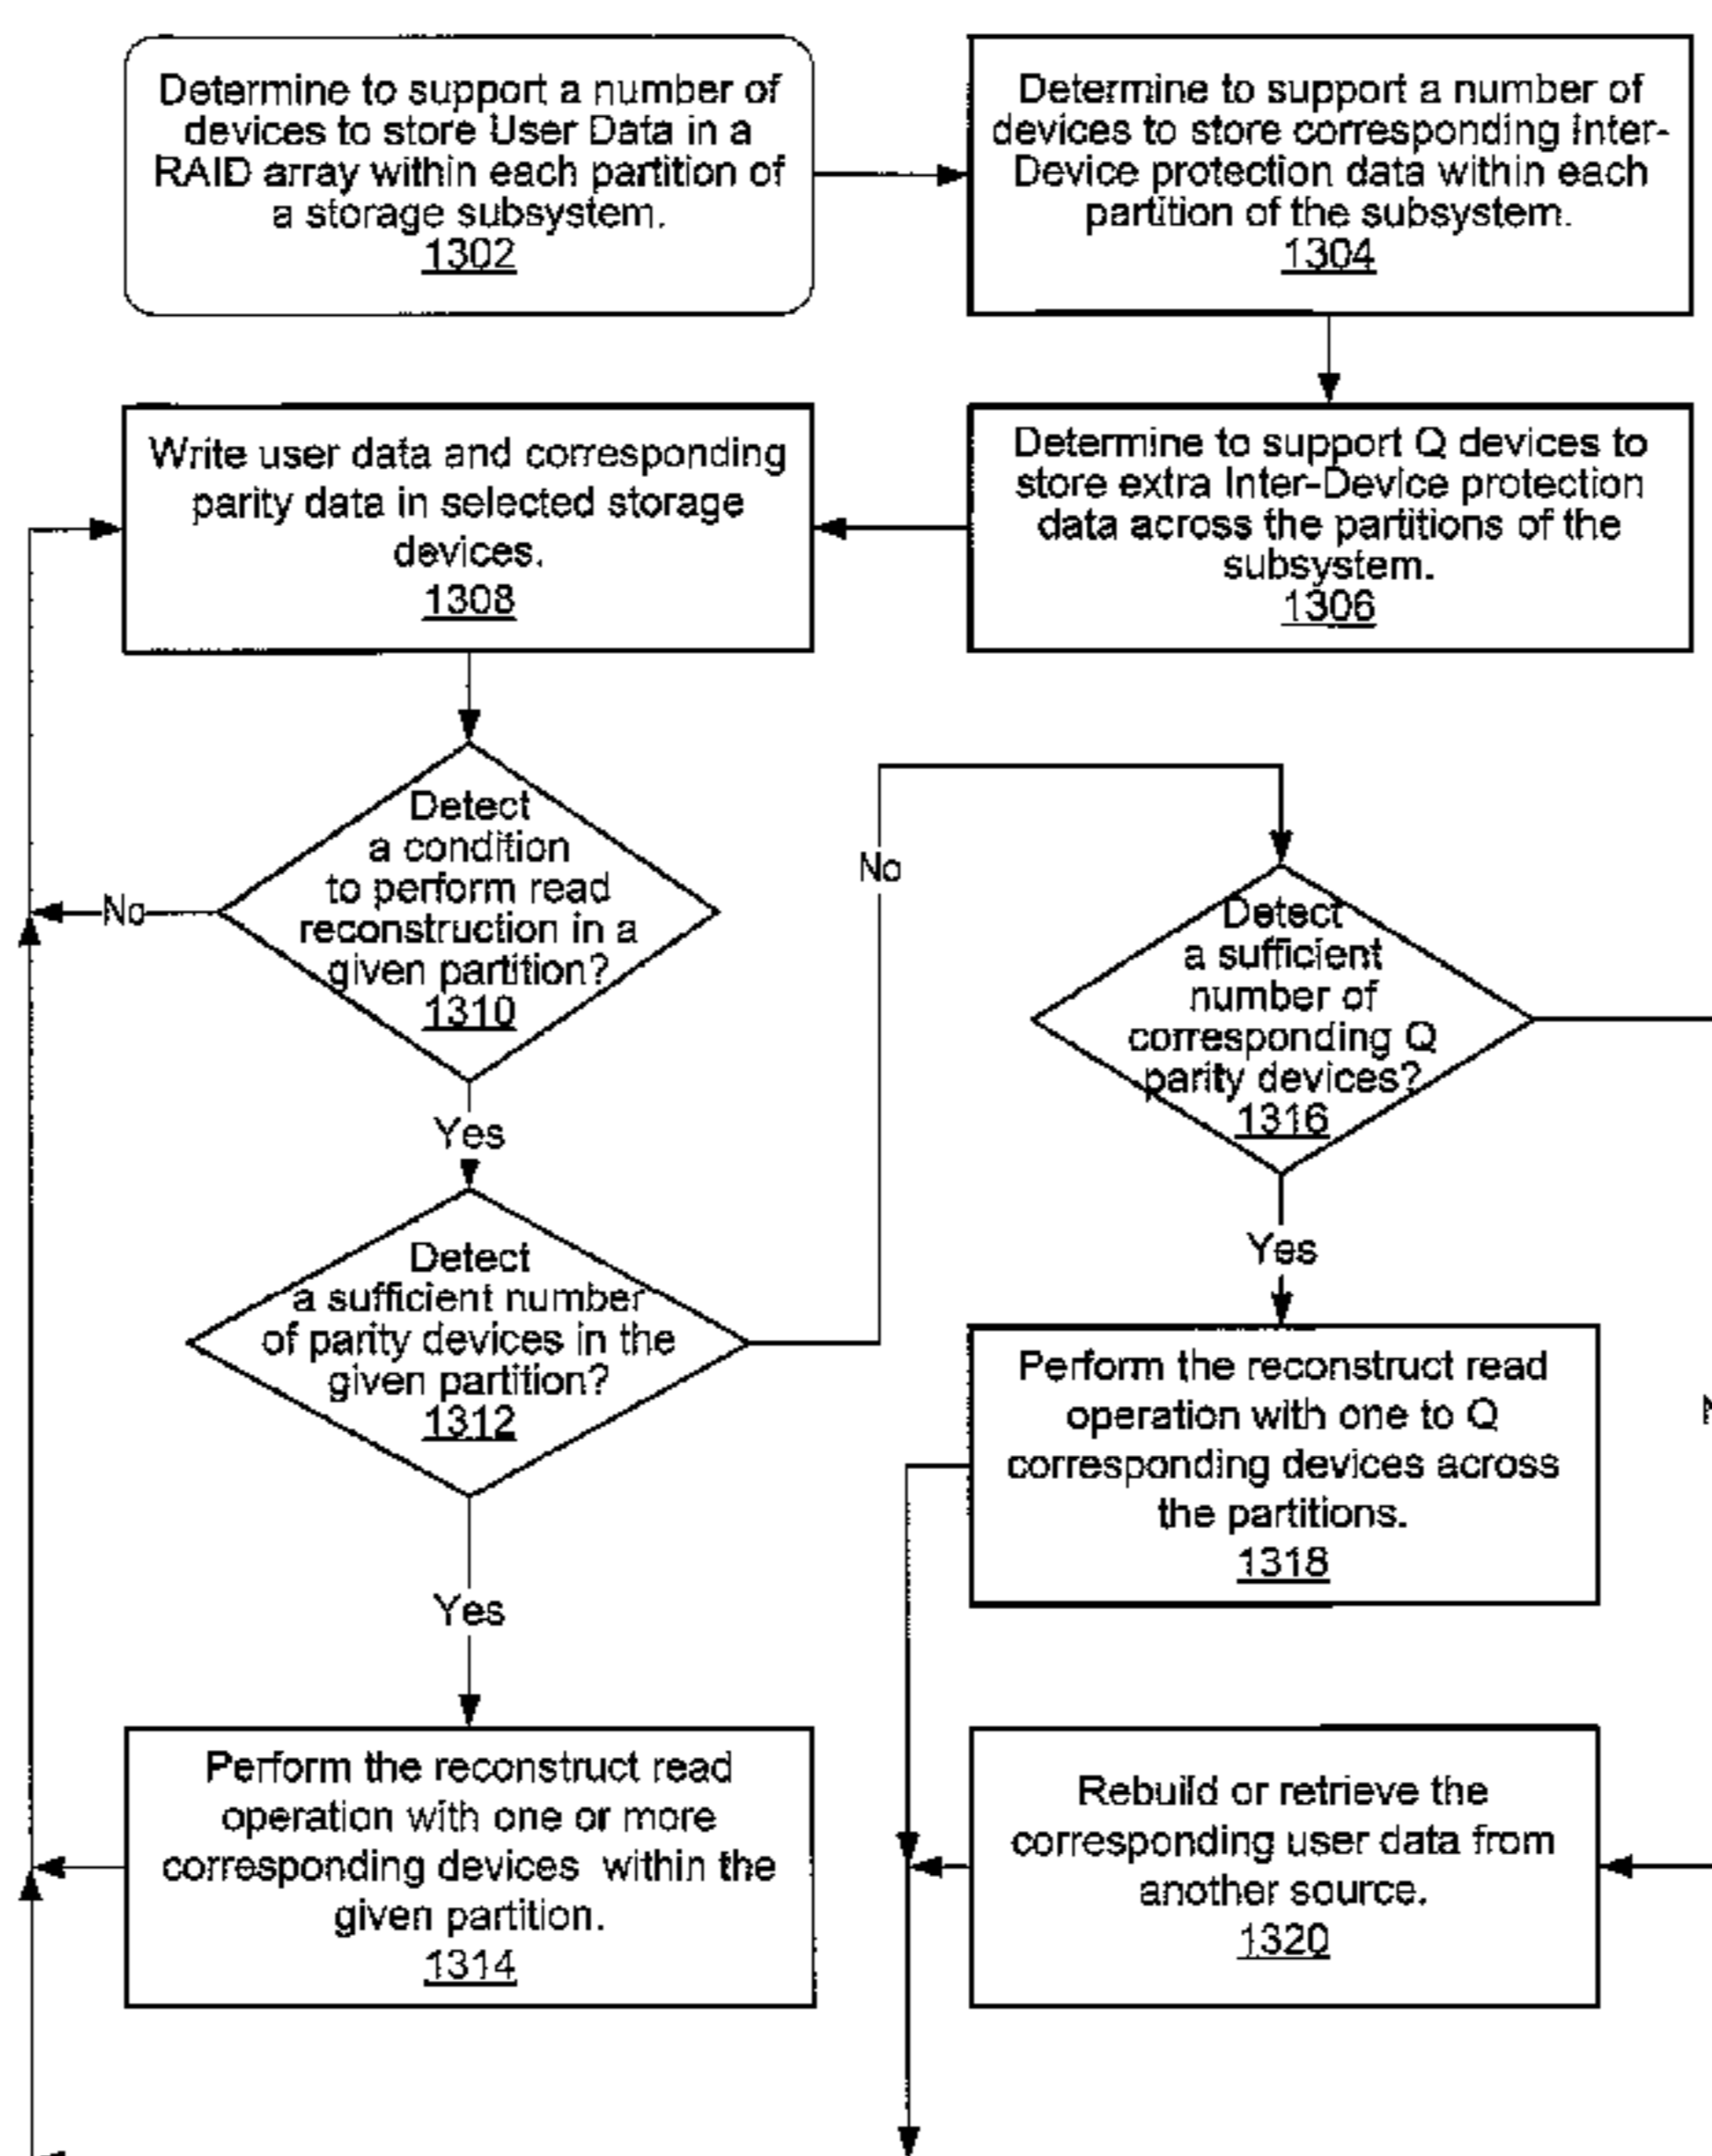 Determine to support a number of
devices to store User Data in a
RAID array within each partition of
a storage subsystem.
1302
Determine to support a number of
devices to store corresponding Inter-
Device protection data within each
partition of the subsystem.
1304
Determine to support Q devices to
store extra Inter-Device protection
data across the partitions of the
subsystem.
1306
Write user data and corresponding
parity data in selected storage
devices.
1308
Detect
a condition
to perform read
reconstruction in a
given partition?
1310
No
Yes
Detect
a sufficient number
of parity devices in the
given partition?
1312
No
Yes
Perform the reconstruct read
operation with one or more
corresponding devices within the
given partition.
1314
Detect
a sufficient
number of
corresponding Q
parity devices?
1316
Yes
Perform the reconstruct read
operation with one to Q
corresponding devices across
the partitions.
1318
Rebuild or retrieve the
corresponding user data from
another source.
1320